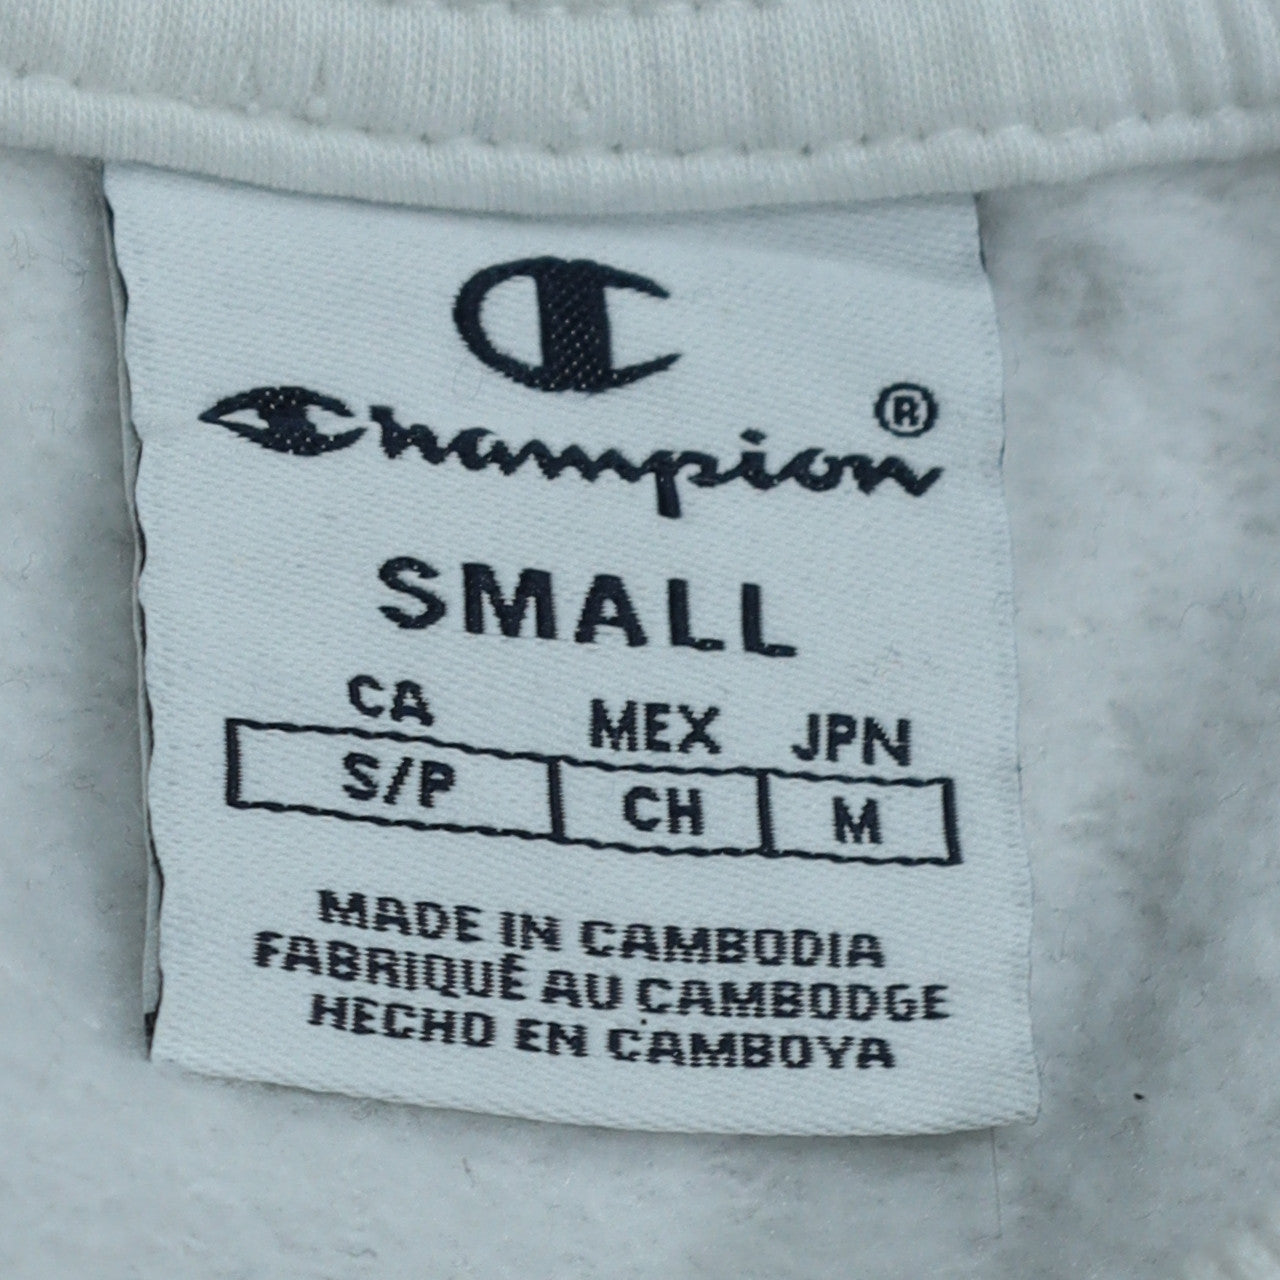 Champion®
SMALL
CA MEX JPN
S/P CH M
MADE IN CAMBODIA
FABRIQUÉ AU CAMBODGE
HECHO EN CAMBOYA